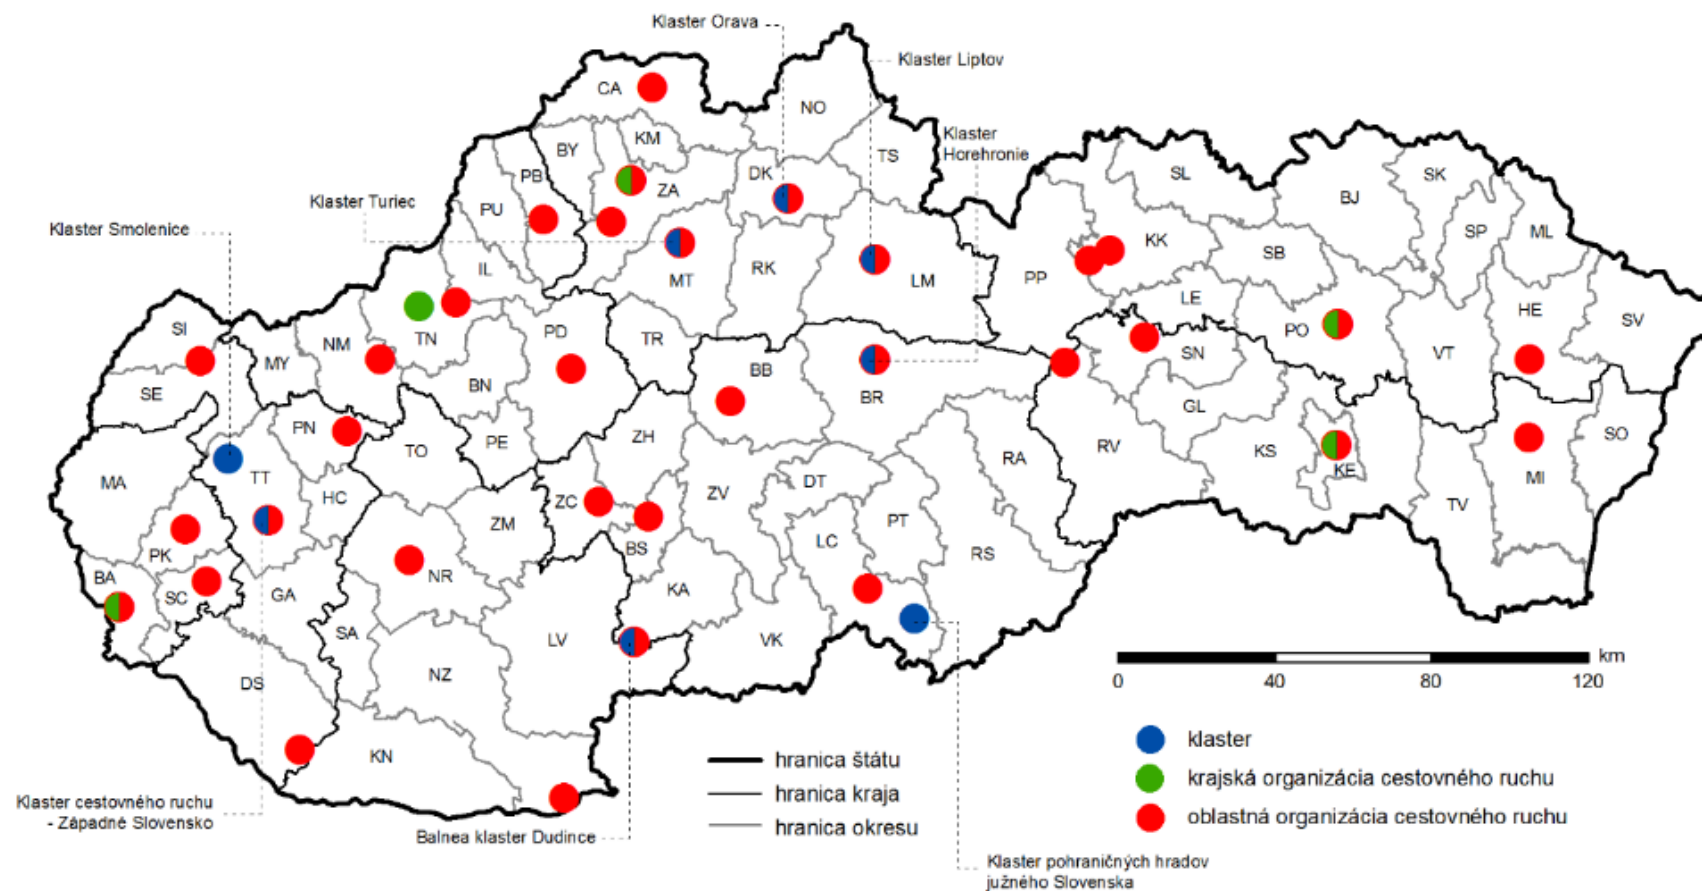 Klaster Orava
Klaster Liptov
Klaster
Horehronie
Klaster Turiec
Klaster Smolenice
CA
NO
KM
BY
TS
DK
PB
ZA
PU
SL
SK
BJ
SP
ML
KK
SB
IL
MT
RK
LM
PP
LE
HE
SV
SI
TN
PD
TR
PO
MY
NM
SN
VT
BB
SE
BN
BR
GL
PN
PE
ZH
TO
RV
KS
KE
SO
MA
TT
HC
RA
MI
ZC
ZV
DT
ZM
TV
PK
PT
LC
BS
RS
BA
NR
SC
GA
KA
SA
LV
VK
DS
NZ
KN
km
0
40
80
120
klaster
krajská organizácia cestovného ruchu
oblastná organizácia cestovného ruchu
hranica štátu
hranica kraja
hranica okresu
Klaster cestovného ruchu
- Západné Slovensko
Balnea klaster Dudince
Klaster pohraničných hradov
južného Slovenska